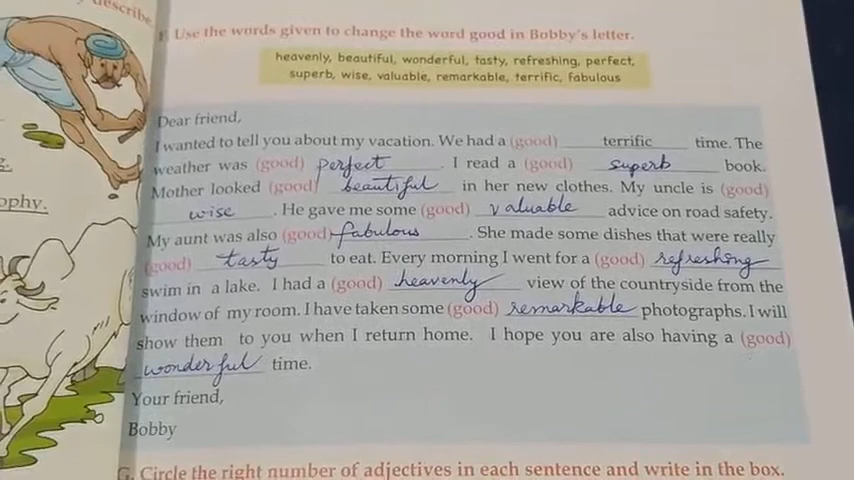 describe.
F. Use the words given to change the word good in Bobby's letter.
heavenly, beautiful, wonderful, tasty, refreshing, perfect,
superb, wise, valuable, remarkable, terrific, fabulous
Dear friend,
I wanted to tell you about my vacation. We had a (good) terrific time. The
weather was (good) perfect. I read a (good) superb book.
Mother looked (good) beautiful in her new clothes. My uncle is (good)
wise. He gave me some (good) valuable advice on road safety.
My aunt was also (good) fabulous. She made some dishes that were really
(good) tasty to eat. Every morning I went for a (good) refreshing
swim in a lake. I had a (good) heavenly view of the countryside from the
window of my room. I have taken some (good) remarkable photographs. I will
show them to you when I return home. I hope you are also having a (good)
wonderful time.
Your friend,
Bobby
G. Circle the right number of adjectives in each sentence and write in the box.